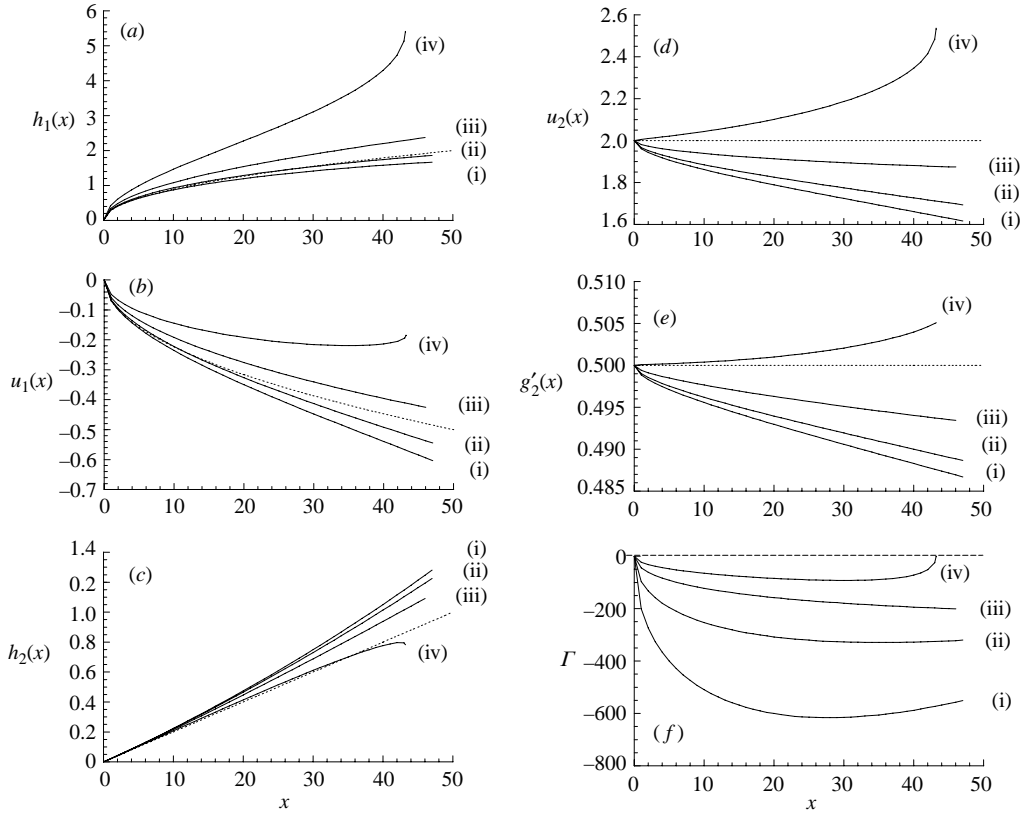 (a)
6
5
4
3
2
1
0
h₁(x)
(iv)
(iii)
(ii)
(i)
0 10 20 30 40 50
(b)
0
–0.1
–0.2
–0.3
–0.4
–0.5
–0.6
–0.7
u₁(x)
(iv)
(iii)
(ii)
(i)
0 10 20 30 40 50
(c)
1.4
0.2
1.0
0.8
0.6
0.4
0.2
0
h₂(x)
(i)
(ii)
(iii)
(iv)
0 10 20 30 40 50
x
(d)
2.6
2.4
2.2
2.0
1.8
1.6
u₂(x)
(iv)
(iii)
(ii)
(i)
0 10 20 30 40 50
(e)
0.510
0.505
0.500
0.495
0.490
0.485
g′₂(x)
(iv)
(iii)
(ii)
(i)
0 10 20 30 40 50
(f)
0
–200
–400
–600
–800
Γ
(iv)
(iii)
(ii)
(i)
0 10 20 30 40 50
x